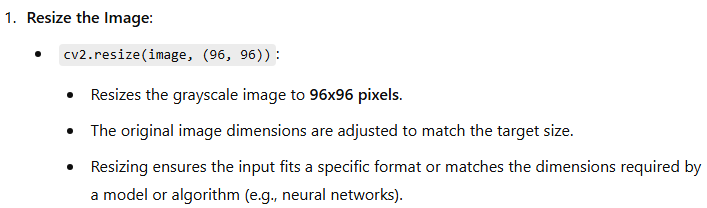 1. Resize the Image:
• cv2.resize(image, (96, 96)) :
• Resizes the grayscale image to 96x96 pixels.
• The original image dimensions are adjusted to match the target size.
• Resizing ensures the input fits a specific format or matches the dimensions required by
a model or algorithm (e.g., neural networks).